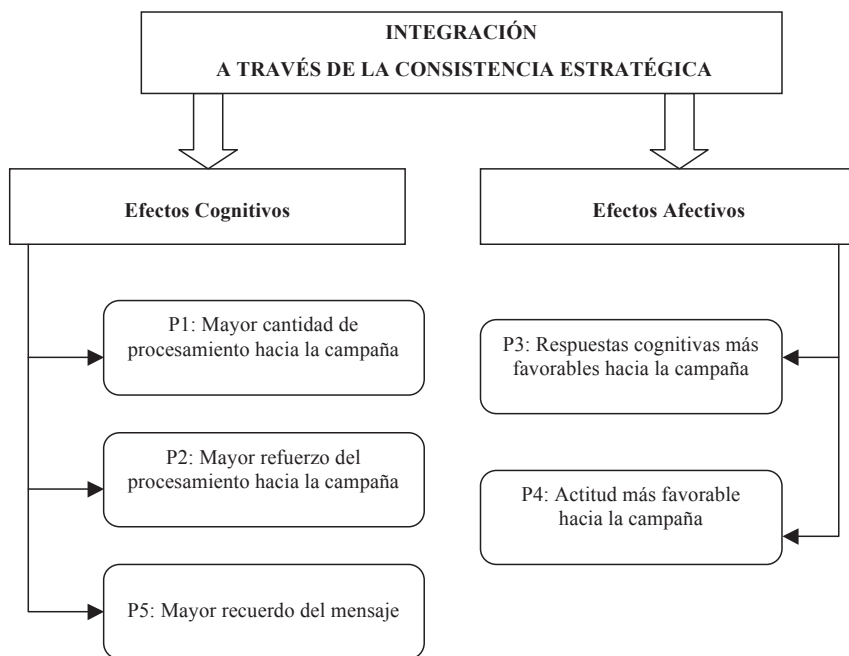 INTEGRACIÓN
A TRAVÉS DE LA CONSISTENCIA ESTRATÉGICA
Efectos Cognitivos
Efectos Afectivos
P1: Mayor cantidad de
procesamiento hacia la campaña
P2: Mayor refuerzo del
procesamiento hacia la campaña
P5: Mayor recuerdo del mensaje
P3: Respuestas cognitivas más
favorables hacia la campaña
P4: Actitud más favorable
hacia la campaña